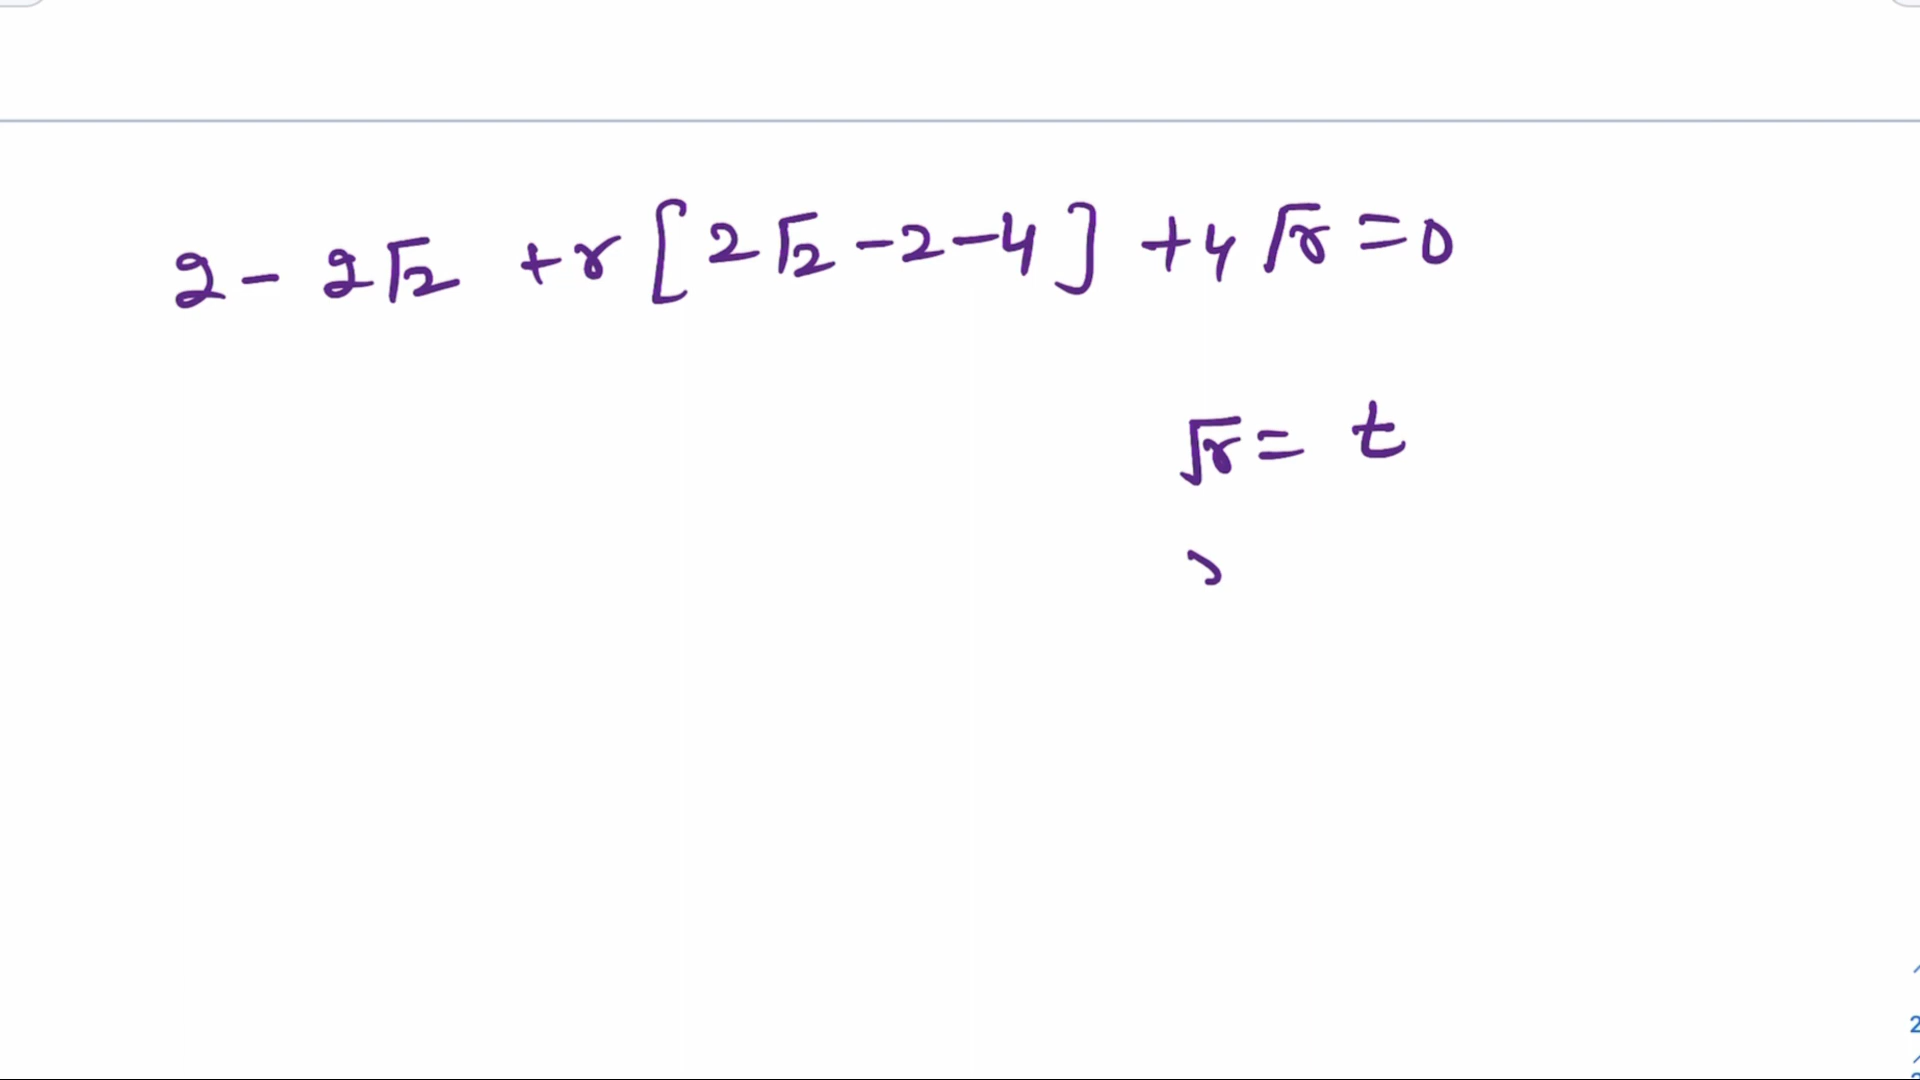 2 - 2√2 + r [2√2 - 2 - 4] + 4√r = 0
√r = t